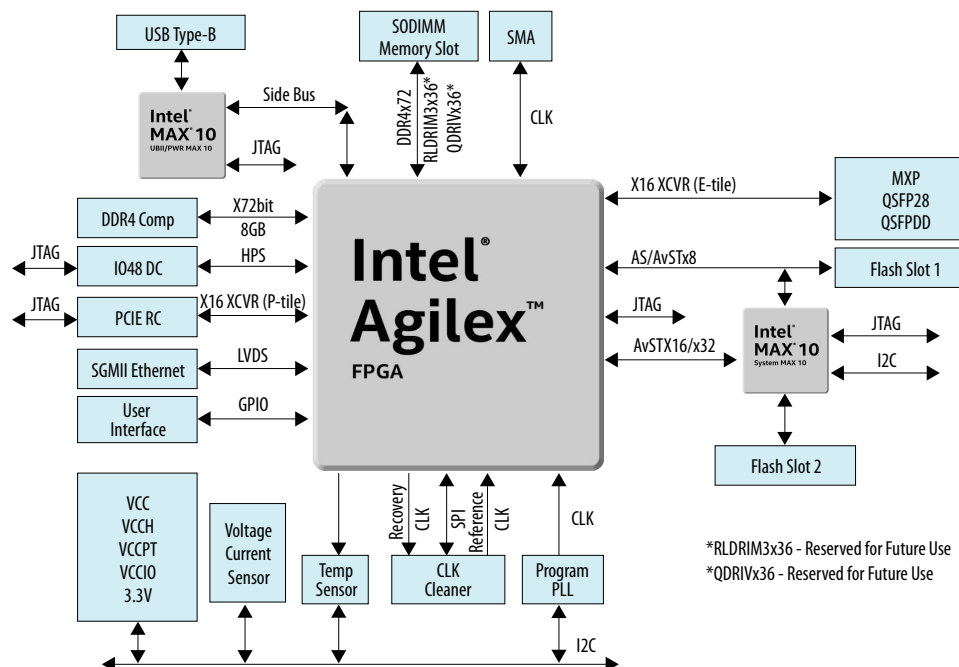 USB Type-B
SODIMM
Memory Slot
SMA
Intel®
MAX® 10
UBII/PWR MAX 10
Side Bus
JTAG
DDR4x72
RLDRIM3x36*
QDRIVx36*
CLK
X16 XCVR (E-tile)
MXP
QSFP28
QSFPDD
DDR4 Comp
X72bit
8GB
JTAG
IO48 DC
HPS
JTAG
PCIE RC
X16 XCVR (P-tile)
SGMII Ethernet
LVDS
User
Interface
GPIO
Intel®
Agilex™
FPGA
AS/AvSTx8
Flash Slot 1
JTAG
AvSTX16/x32
Intel®
MAX® 10
System MAX 10
JTAG
I2C
Flash Slot 2
VCC
VCCH
VCCPT
VCCIO
3.3V
Voltage
Current
Sensor
Temp
Sensor
Recovery
CLK
SPI
Reference
CLK
CLK
Cleaner
CLK
Program
PLL
I2C
*RLDRIM3x36 - Reserved for Future Use
*QDRIVx36 - Reserved for Future Use